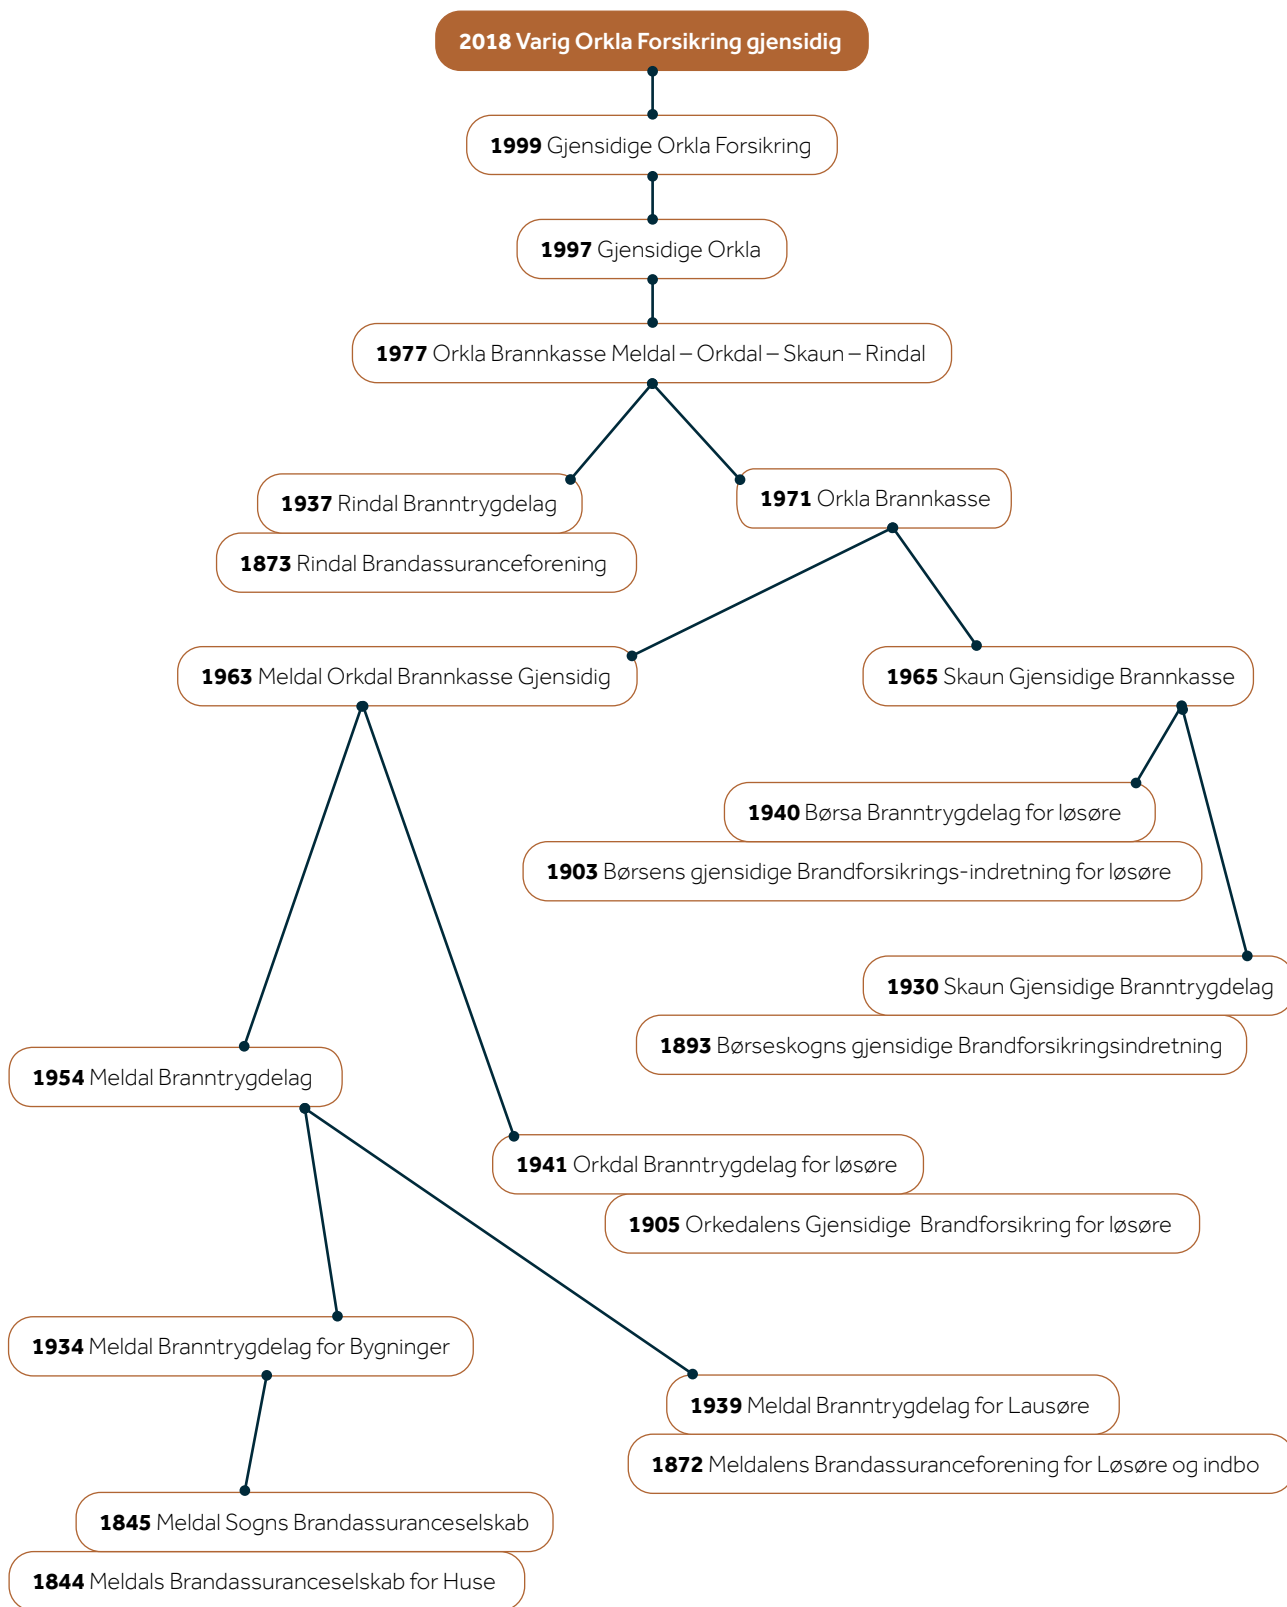 2018 Varig Orkla Forsikring gjensidig
1999 Gjensidige Orkla Forsikring
1997 Gjensidige Orkla
1977 Orkla Brannkasse Meldal – Orkdal – Skaun – Rindal
1937 Rindal Branntrygdelag
1971 Orkla Brannkasse
1873 Rindal Brandassuranceforening
1963 Meldal Orkdal Brannkasse Gjensidig
1965 Skaun Gjensidige Brannkasse
1940 Børsa Branntrygdelag for løsøre
1903 Børsens gjensidige Brandforsikrings-indretning for løsøre
1930 Skaun Gjensidige Branntrygdelag
1893 Børseskogns gjensidige Brandforsikringsindretning
1954 Meldal Branntrygdelag
1941 Orkdal Branntrygdelag for løsøre
1905 Orkedalens Gjensidige Brandforsikring for løsøre
1934 Meldal Branntrygdelag for Bygninger
1939 Meldal Branntrygdelag for Lausøre
1872 Meldalens Brandassuranceforening for Løsøre og indbo
1845 Meldal Sogns Brandassuranceselskab
1844 Meldals Brandassuranceselskab for Huse